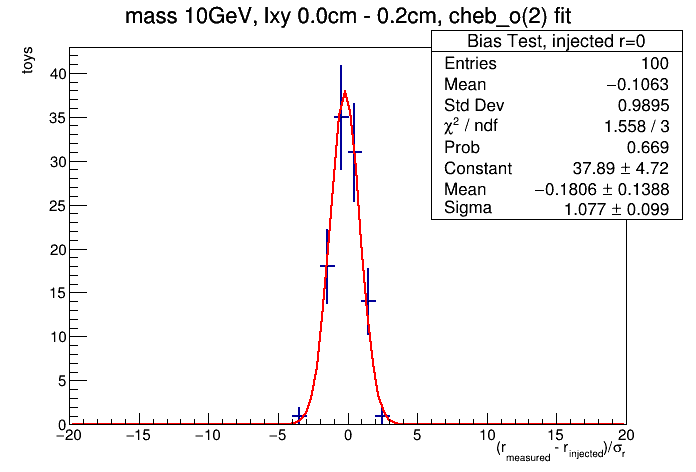 mass 10GeV, lxy 0.0cm - 0.2cm, cheb_o(2) fit
toys
Bias Test, injected r=0
Entries 100
Mean −0.1063
Std Dev 0.9895
χ² / ndf 1.558 / 3
Prob 0.669
Constant 37.89 ± 4.72
Mean −0.1806 ± 0.1388
Sigma 1.077 ± 0.099
40
35
30
25
20
15
10
5
0
−20 −15 −10 −5 0 5 10 15 20
(r_measured - r_injected)/σ_r